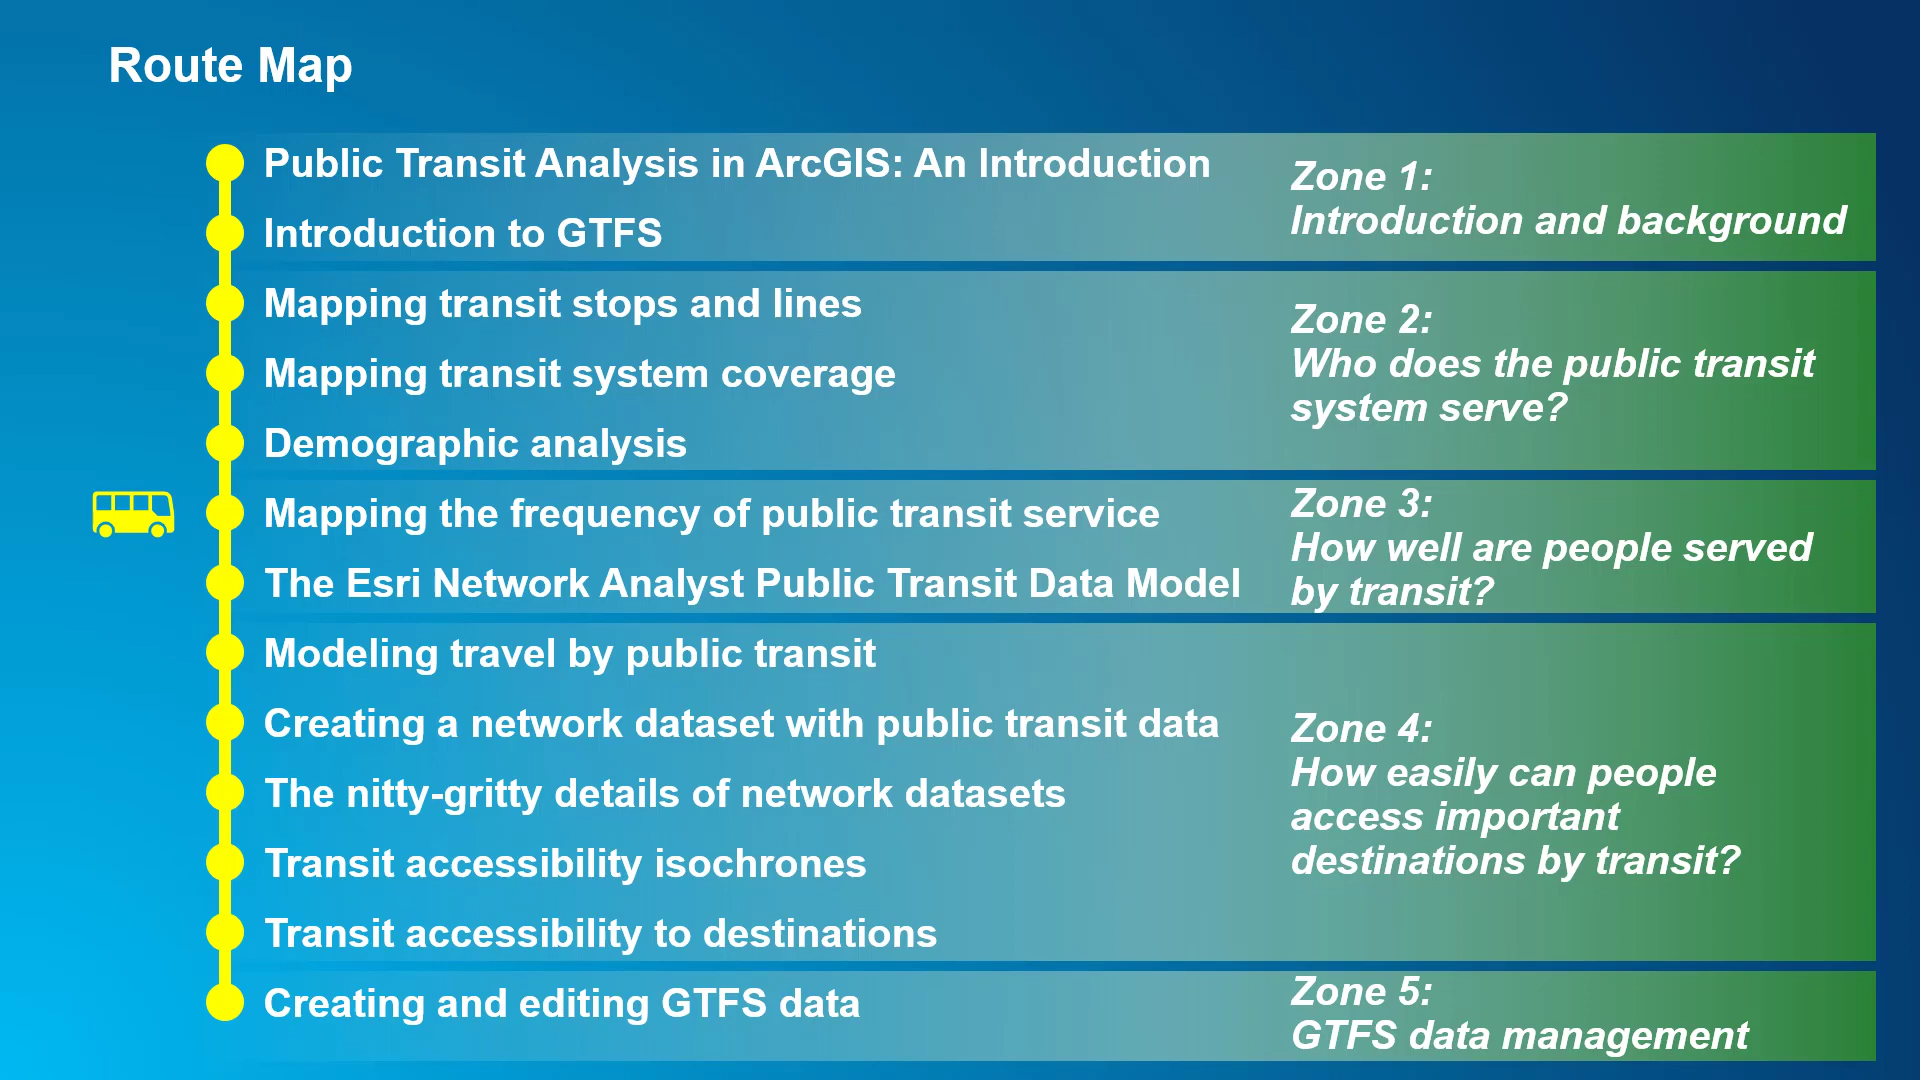 Route Map
Public Transit Analysis in ArcGIS: An Introduction
Introduction to GTFS
Zone 1:
Introduction and background
Mapping transit stops and lines
Mapping transit system coverage
Demographic analysis
Zone 2:
Who does the public transit
system serve?
Mapping the frequency of public transit service
The Esri Network Analyst Public Transit Data Model
Zone 3:
How well are people served
by transit?
Modeling travel by public transit
Creating a network dataset with public transit data
The nitty-gritty details of network datasets
Transit accessibility isochrones
Transit accessibility to destinations
Zone 4:
How easily can people
access important
destinations by transit?
Creating and editing GTFS data
Zone 5:
GTFS data management